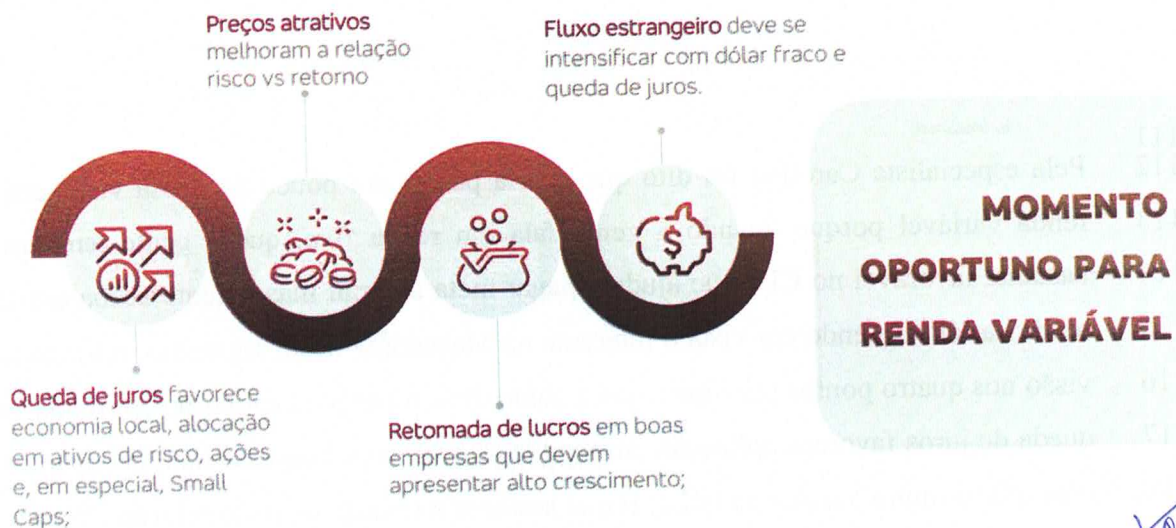 Preços atrativos
melhoram a relação
risco vs retorno
Fluxo estrangeiro deve se
intensificar com dólar fraco e
queda de juros.
MOMENTO
OPORTUNO PARA
RENDA VARIÁVEL
Queda de juros favorece
economia local, alocação
em ativos de risco, ações
e, em especial, Small
Caps;
Retomada de lucros em boas
empresas que devem
apresentar alto crescimento;